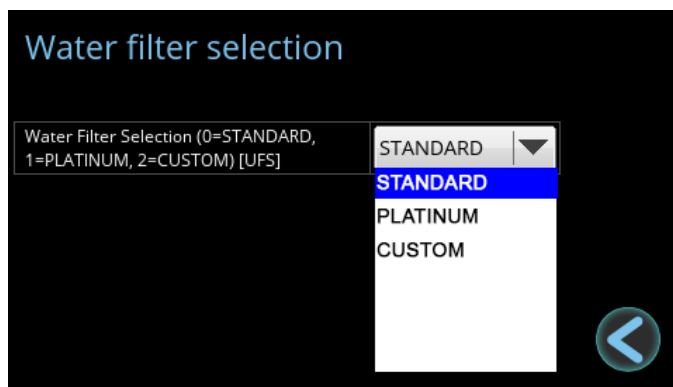 Water filter selection
Water Filter Selection (0=STANDARD,
1=PLATINUM, 2=CUSTOM) [UFS]
STANDARD
STANDARD
PLATINUM
CUSTOM